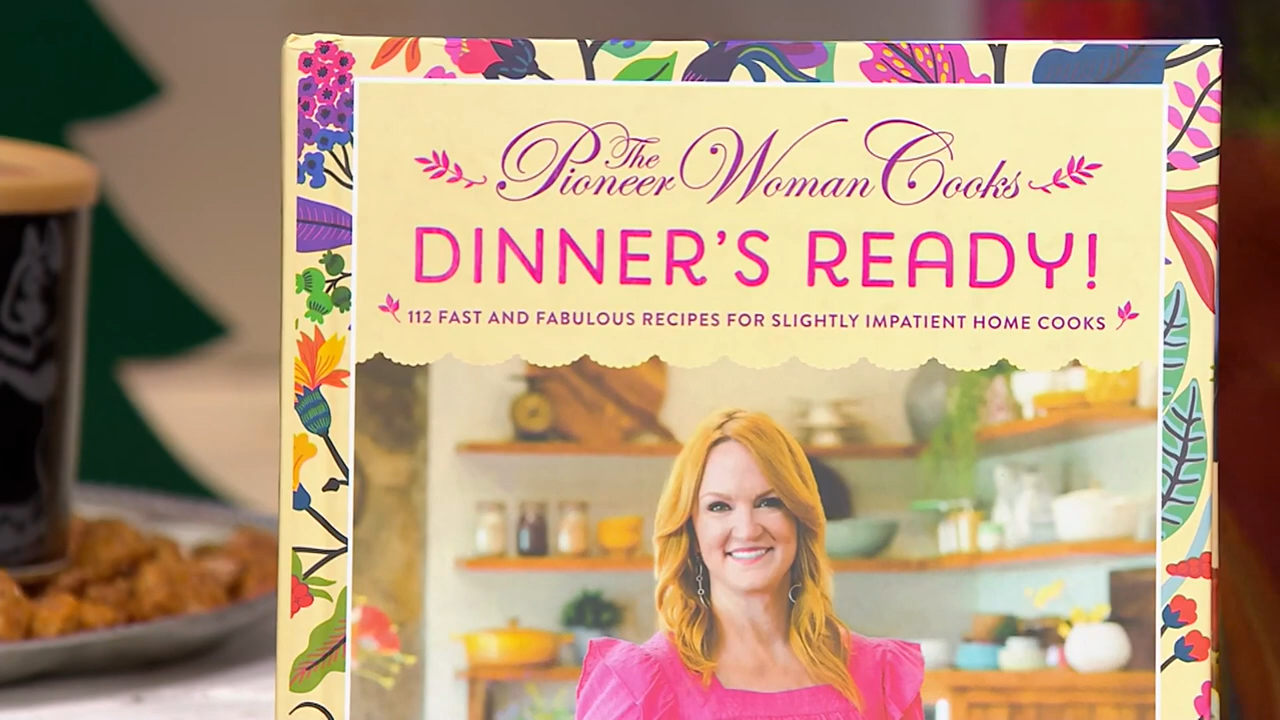 The Pioneer Woman Cooks
DINNER'S READY!
112 FAST AND FABULOUS RECIPES FOR SLIGHTLY IMPATIENT HOME COOKS